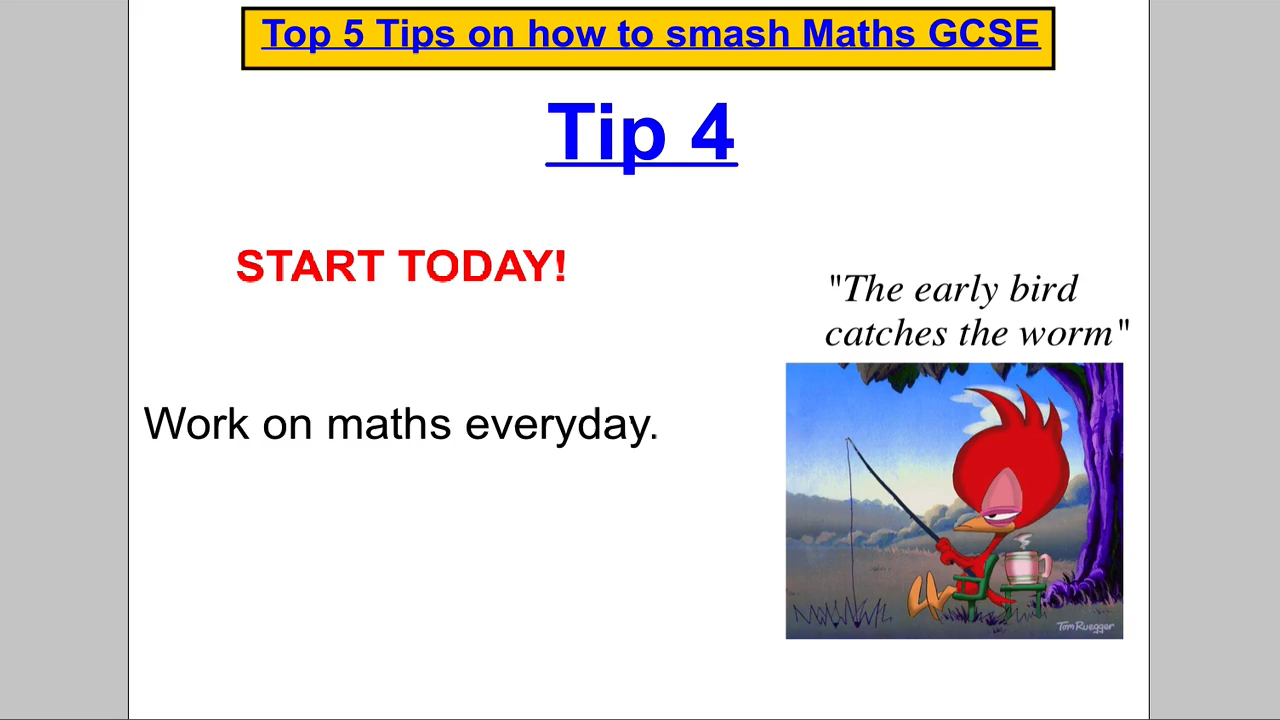 Top 5 Tips on how to smash Maths GCSE
Tip 4
START TODAY!
"The early bird
catches the worm"
Work on maths everyday.
Tom Ruegger